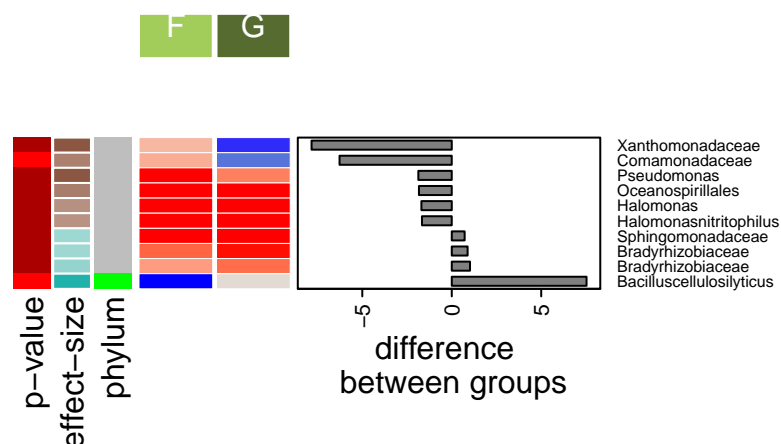 F G
Xanthomonadaceae
Comamonadaceae
Pseudomonas
Oceanospirillales
Halomonas
Halomonasnitritophilus
Sphingomonadaceae
Bradyrhizobiaceae
Bradyrhizobiaceae
Bacilluscellulosilyticus
p−value
effect−size
phylum
−5 0 5
difference
between groups